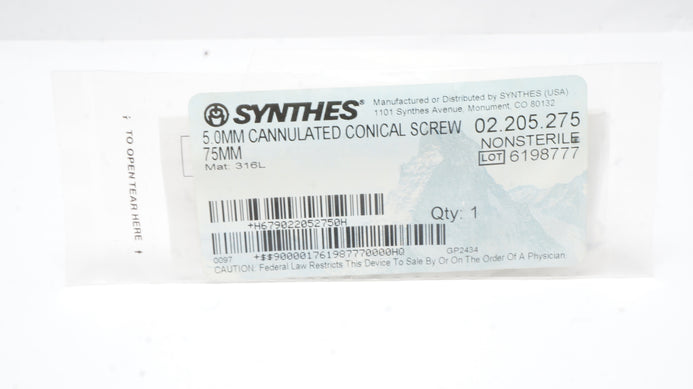 SYNTHES®
Manufactured or Distributed by SYNTHES (USA)
1101 Synthes Avenue, Monument, CO 80132
5.0MM CANNULATED CONICAL SCREW
02.205.275
75MM
NONSTERILE
Mat: 316L
LOT 6198777
Qty: 1
+H679022052750H
0097
+$$900001761987770000HQ
GP2434
CAUTION: Federal Law Restricts This Device To Sale By Or On The Order Of A Physician.
↑ TO OPEN TEAR HERE ↑